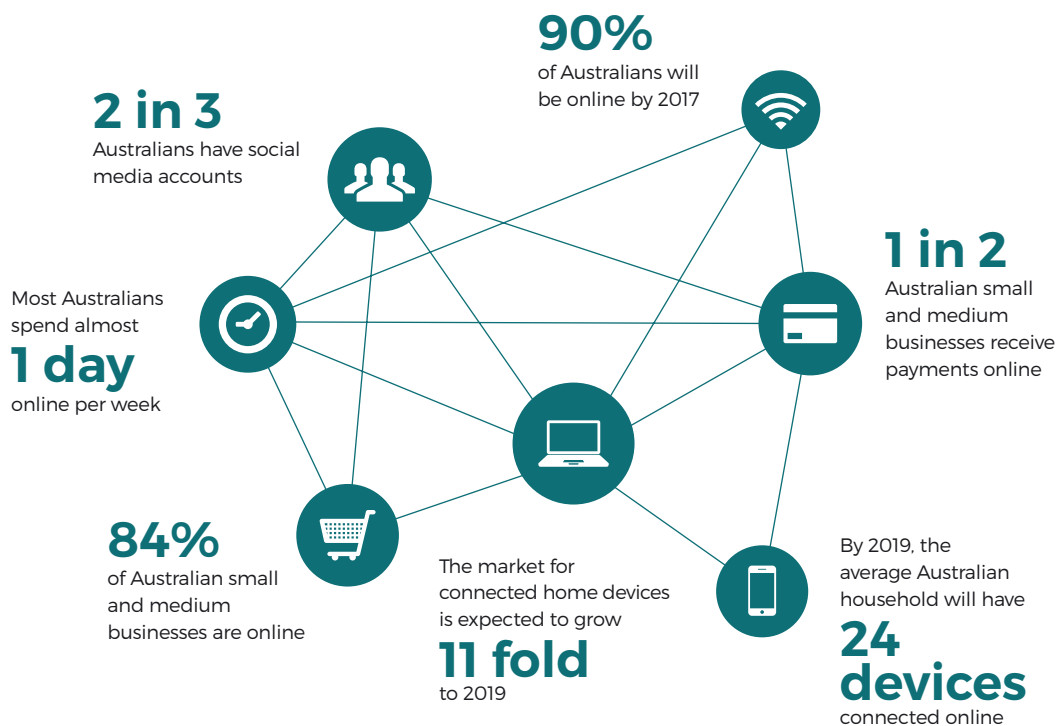 90%
of Australians will
be online by 2017
2 in 3
Australians have social
media accounts
1 in 2
Australian small
and medium
businesses receive
payments online
Most Australians
spend almost
1 day
online per week
84%
of Australian small
and medium
businesses are online
The market for
connected home devices
is expected to grow
11 fold
to 2019
By 2019, the
average Australian
household will have
24
devices
connected online